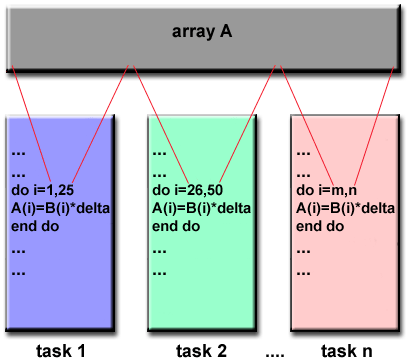 array A
...
...
do i=1,25
A(i)=B(i)*delta
end do
...
...
...
...
do i=26,50
A(i)=B(i)*delta
end do
...
...
...
...
do i=m,n
A(i)=B(i)*delta
end do
...
...
task 1 task 2 .... task n